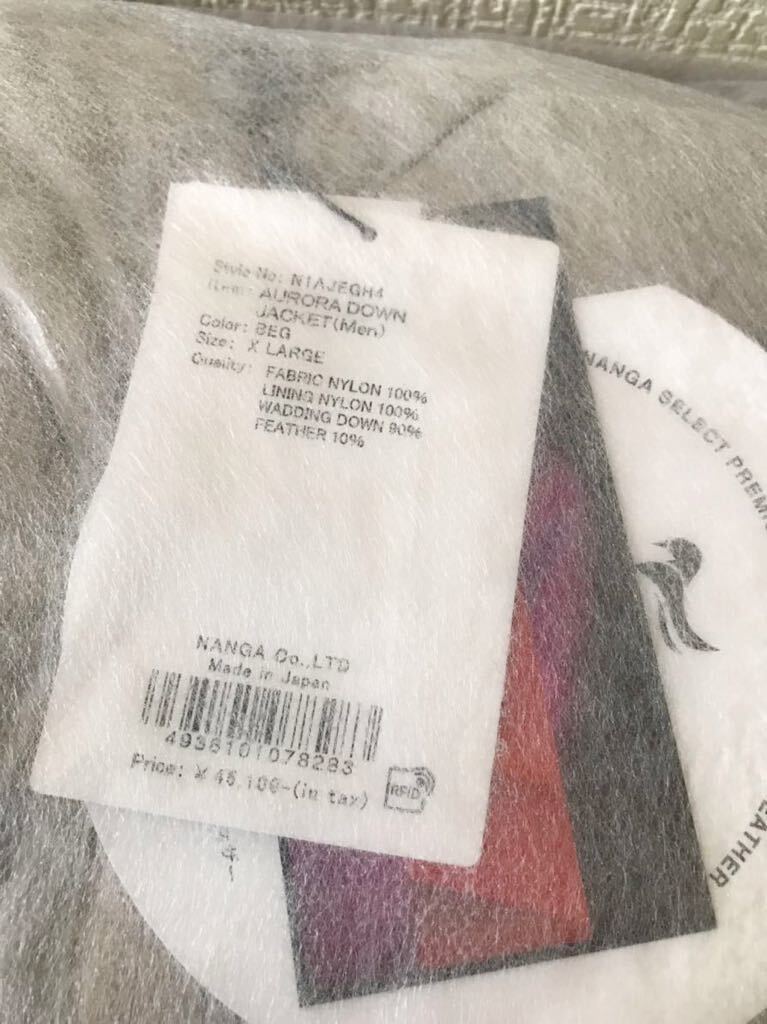 Style No: N1AJEGH4
Item: AURORA DOWN
JACKET(Men)
Color: BEG
Size: X LARGE
Quality: FABRIC NYLON 100%
LINING NYLON 100%
WADDING DOWN 90%
FEATHER 10%
NANGA Co.,LTD
Made in Japan
4936101078283
Price: ¥ 45,100-(in tax)
RFID
NANGA SELECT
EATHER